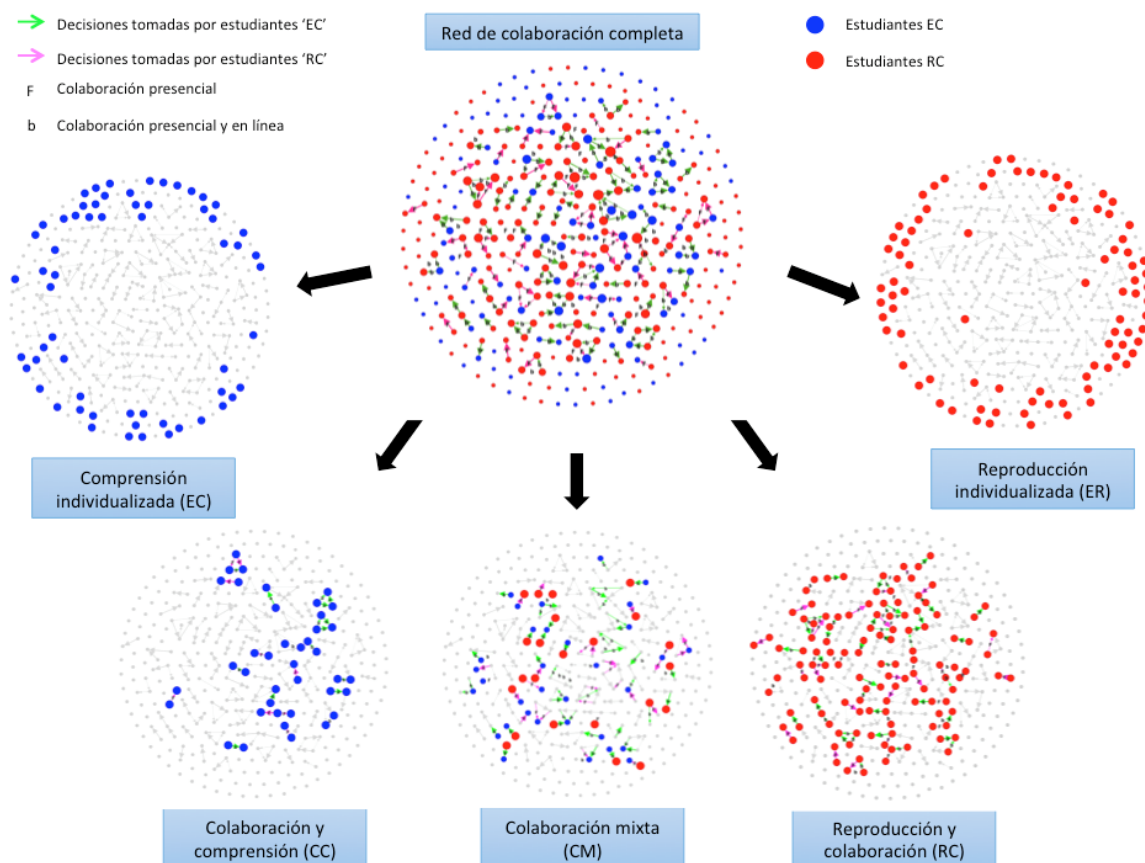 Decisiones tomadas por estudiantes 'EC'
Decisiones tomadas por estudiantes 'RC'
F Colaboración presencial
b Colaboración presencial y en línea
Red de colaboración completa
Estudiantes EC
Estudiantes RC
Comprensión
individualizada (EC)
Reproducción
individualizada (ER)
Colaboración y
comprensión (CC)
Colaboración mixta
(CM)
Reproducción y
colaboración (RC)